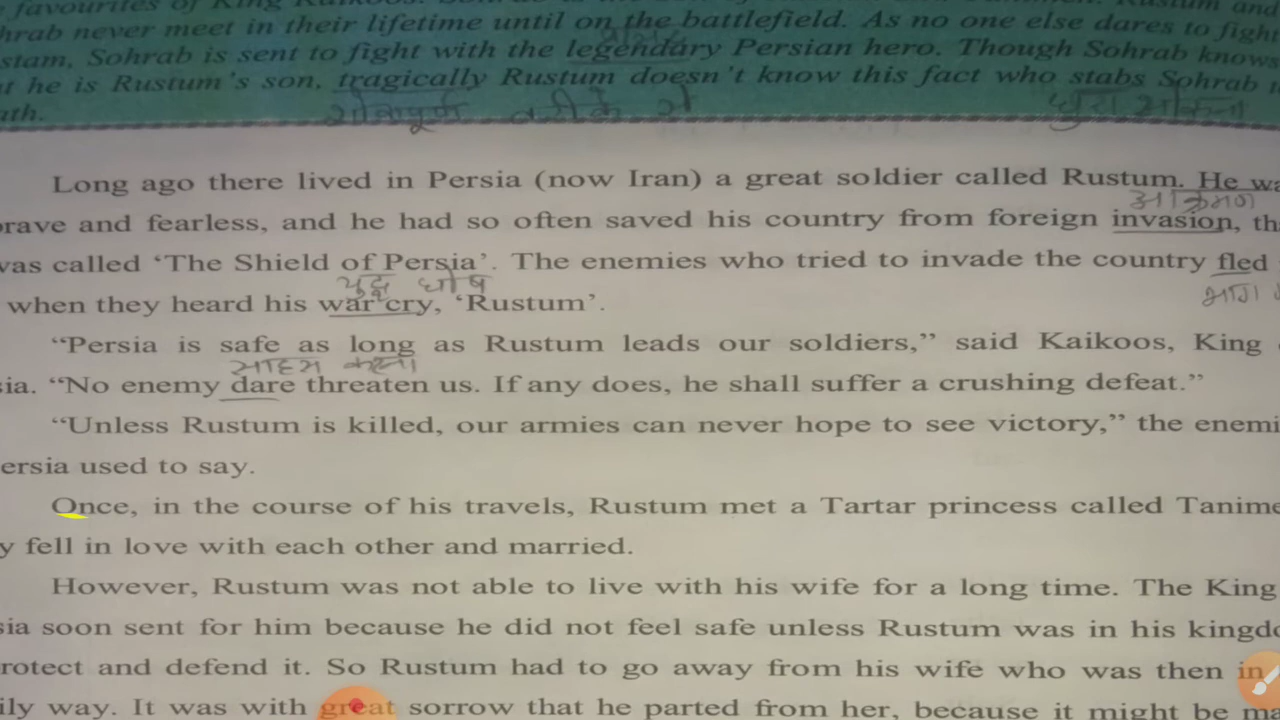 favourites of King
hrab never meet in their lifetime until on the battlefield. As no one else dares to fight
stam, Sohrab is sent to fight with the legendary Persian hero. Though Sohrab knows
he is Rustum's son, tragically Rustum doesn't know this fact who stabs Sohrab
ath.
तरीके से
Long ago there lived in Persia (now Iran) a great soldier called Rustum. He wa
आक्रमण
rave and fearless, and he had so often saved his country from foreign invasion, th
was called 'The Shield of Persia'. The enemies who tried to invade the country fled
युद्ध घोष
भाग
when they heard his war cry, 'Rustum'.
"Persia is safe as long as Rustum leads our soldiers," said Kaikoos, King
साहस करना
sia. "No enemy dare threaten us. If any does, he shall suffer a crushing defeat."
"Unless Rustum is killed, our armies can never hope to see victory," the enemi
ersia used to say.
Once, in the course of his travels, Rustum met a Tartar princess called Tanime
y fell in love with each other and married.
However, Rustum was not able to live with his wife for a long time. The King
sia soon sent for him because he did not feel safe unless Rustum was in his kingdo
rotect and defend it. So Rustum had to go away from his wife who was then in
ily way. It was with great sorrow that he parted from her, because it might be ma